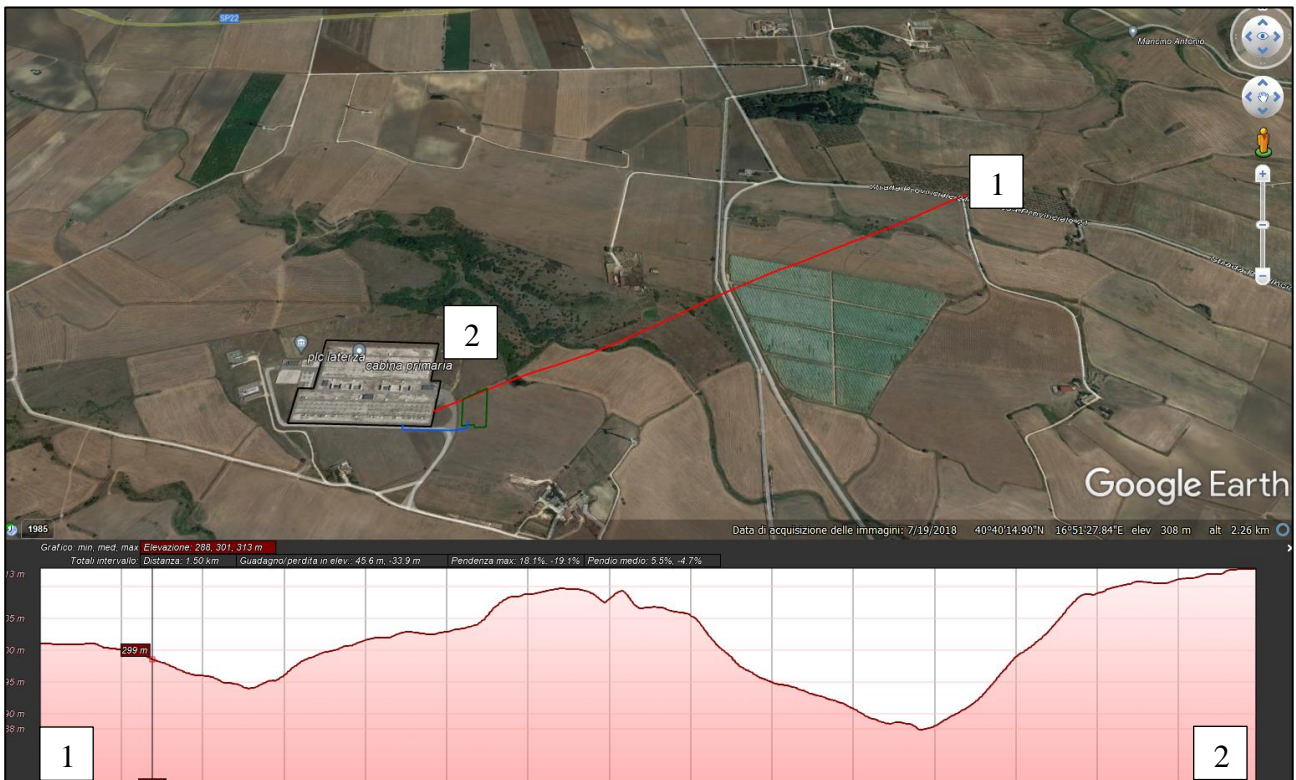 SP22
Mancino Antonio
1
2
plc laterza
cabina primaria
Google Earth
1985
Data di acquisizione delle immagini: 7/19/2018 40°40'14.90"N 16°51'27.84"E elev 308 m alt 2.26 km
Grafico: min, med, max Elevazione: 288, 301, 313 m
Totali intervallo: Distanza: 1.50 km Guadagno/perdita in elev.: 45.6 m, -33.9 m Pendenza max: 18.1%, -19.1% Pendio medio: 5.5%, -4.7%
299 m
1
2